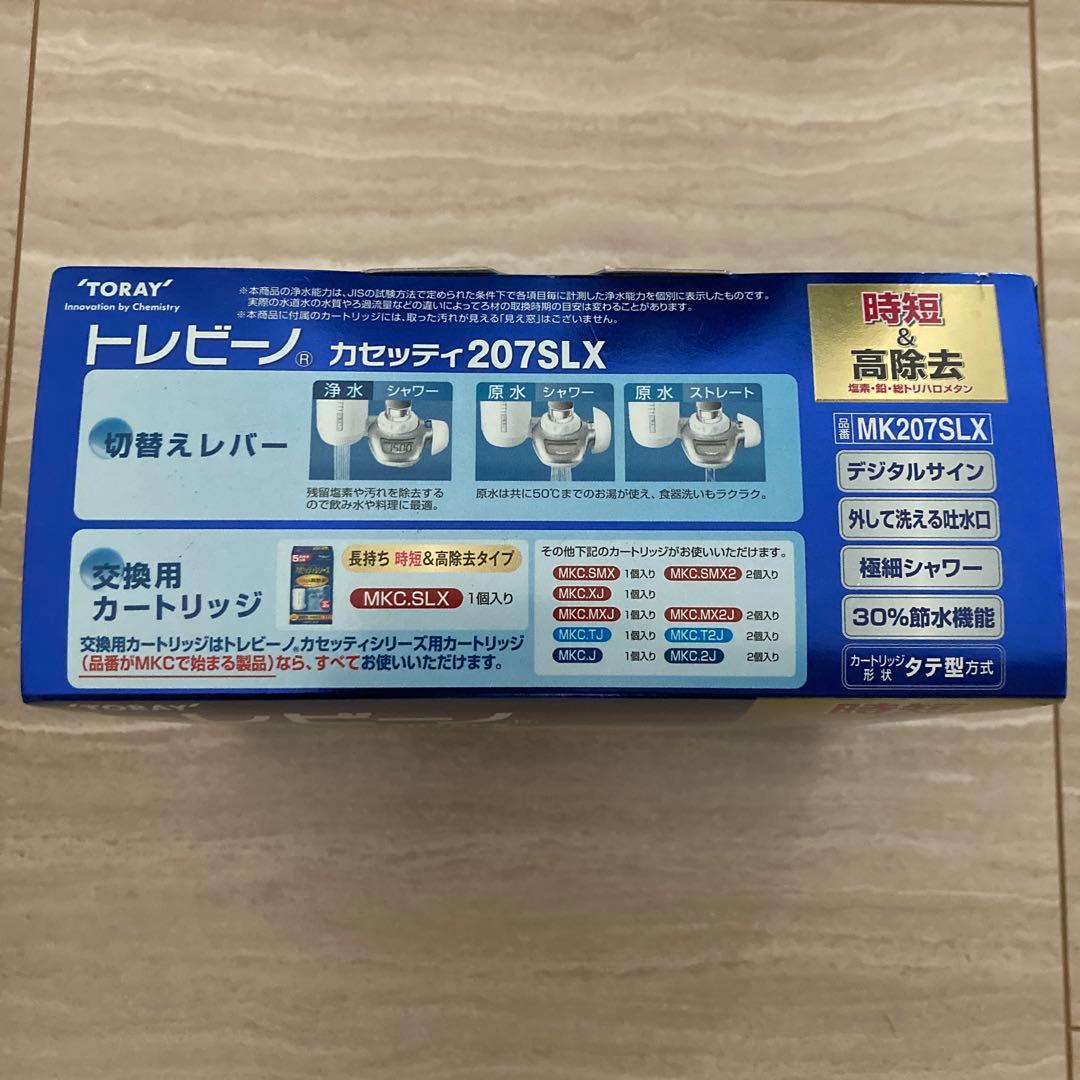 'TORAY'
Innovation by Chemistry
※本商品の浄水能力は、JISの試験方法で定められた条件下で各項目毎に計測した浄水能力を個別に表示したものです。
実際の水道水の水質やろ過流量などの違いによってろ材の取換時期の目安は変わることがあります。
※本商品に付属のカートリッジには、取った汚れが見える「見え窓」はございません。
トレビーノ® カセッティ207SLX
時短
&
高除去
塩素・鉛・総トリハロメタン
切替えレバー
浄水 シャワー
残留塩素や汚れを除去する
ので飲み水や料理に最適。
原水 シャワー
原水 ストレート
原水は共に50℃までのお湯が使え、食器洗いもラクラク。
品番 MK207SLX
デジタルサイン
外して洗える吐水口
極細シャワー
30%節水機能
カートリッジ形状 タテ型方式
交換用
カートリッジ
長持ち 時短&高除去タイプ
MKC.SLX 1個入り
交換用カートリッジはトレビーノ®カセッティシリーズ用カートリッジ
(品番がMKCで始まる製品)なら、すべてお使いいただけます。
その他下記のカートリッジがお使いいただけます。
MKC.SMX 1個入り MKC.SMX2 2個入り
MKC.XJ 1個入り
MKC.MXJ 1個入り MKC.MX2J 2個入り
MKC.TJ 1個入り MKC.T2J 2個入り
MKC.J 1個入り MKC.2J 2個入り
'TORAY'
トレビーノ
時短